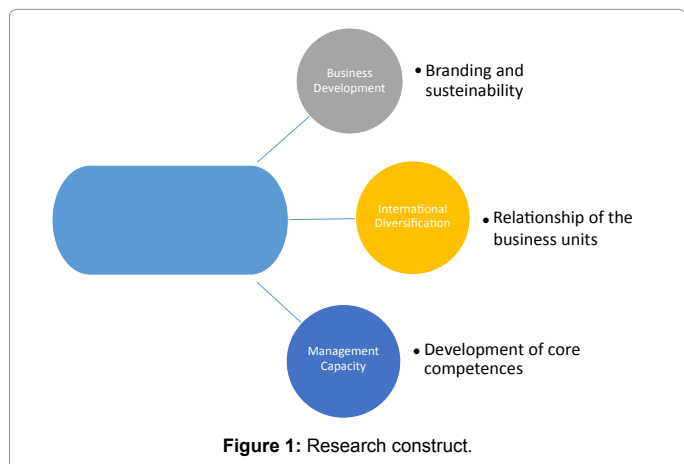 Business
Development
• Branding and
susteinability
International
Diversification
• Relationship of the
business units
Management
Capacity
• Development of core
competences
Figure 1: Research construct.